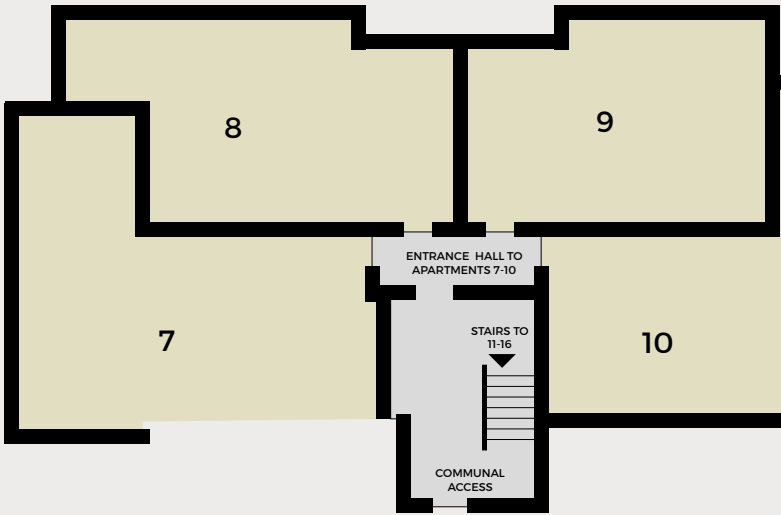 8
9
ENTRANCE HALL TO
APARTMENTS 7-10
STAIRS TO
11-16
7
10
COMMUNAL
ACCESS